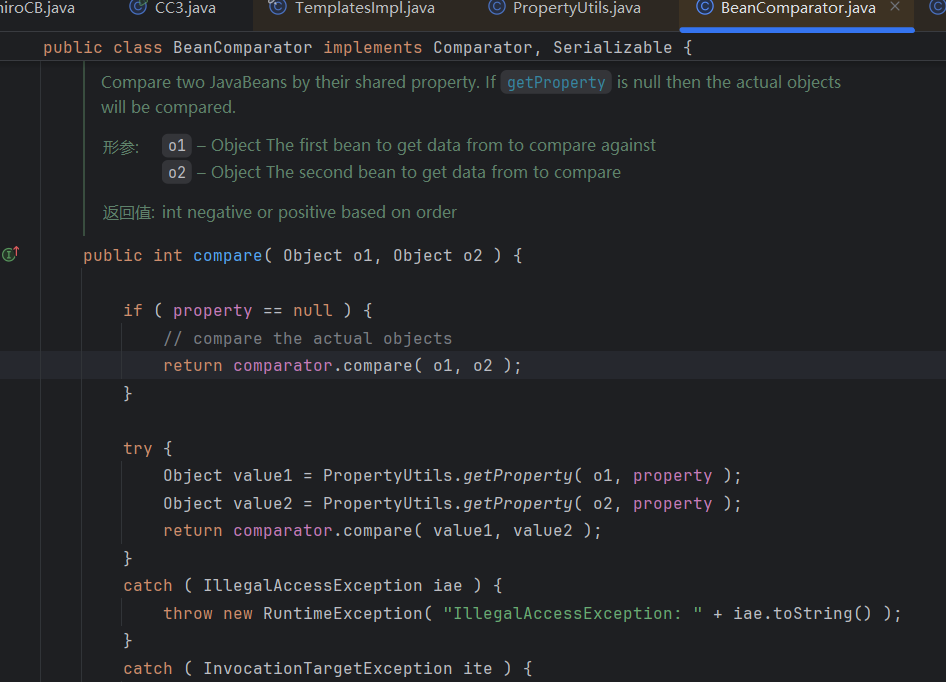 hiroCB.java CC3.java TemplatesImpl.java PropertyUtils.java BeanComparator.java
public class BeanComparator implements Comparator, Serializable {
Compare two JavaBeans by their shared property. If getProperty is null then the actual objects
will be compared.
形参: o1 – Object The first bean to get data from to compare against
o2 – Object The second bean to get data from to compare
返回值: int negative or positive based on order
public int compare( Object o1, Object o2 ) {
if ( property == null ) {
// compare the actual objects
return comparator.compare( o1, o2 );
}
try {
Object value1 = PropertyUtils.getProperty( o1, property );
Object value2 = PropertyUtils.getProperty( o2, property );
return comparator.compare( value1, value2 );
}
catch ( IllegalAccessException iae ) {
throw new RuntimeException( "IllegalAccessException: " + iae.toString() );
}
catch ( InvocationTargetException ite ) {